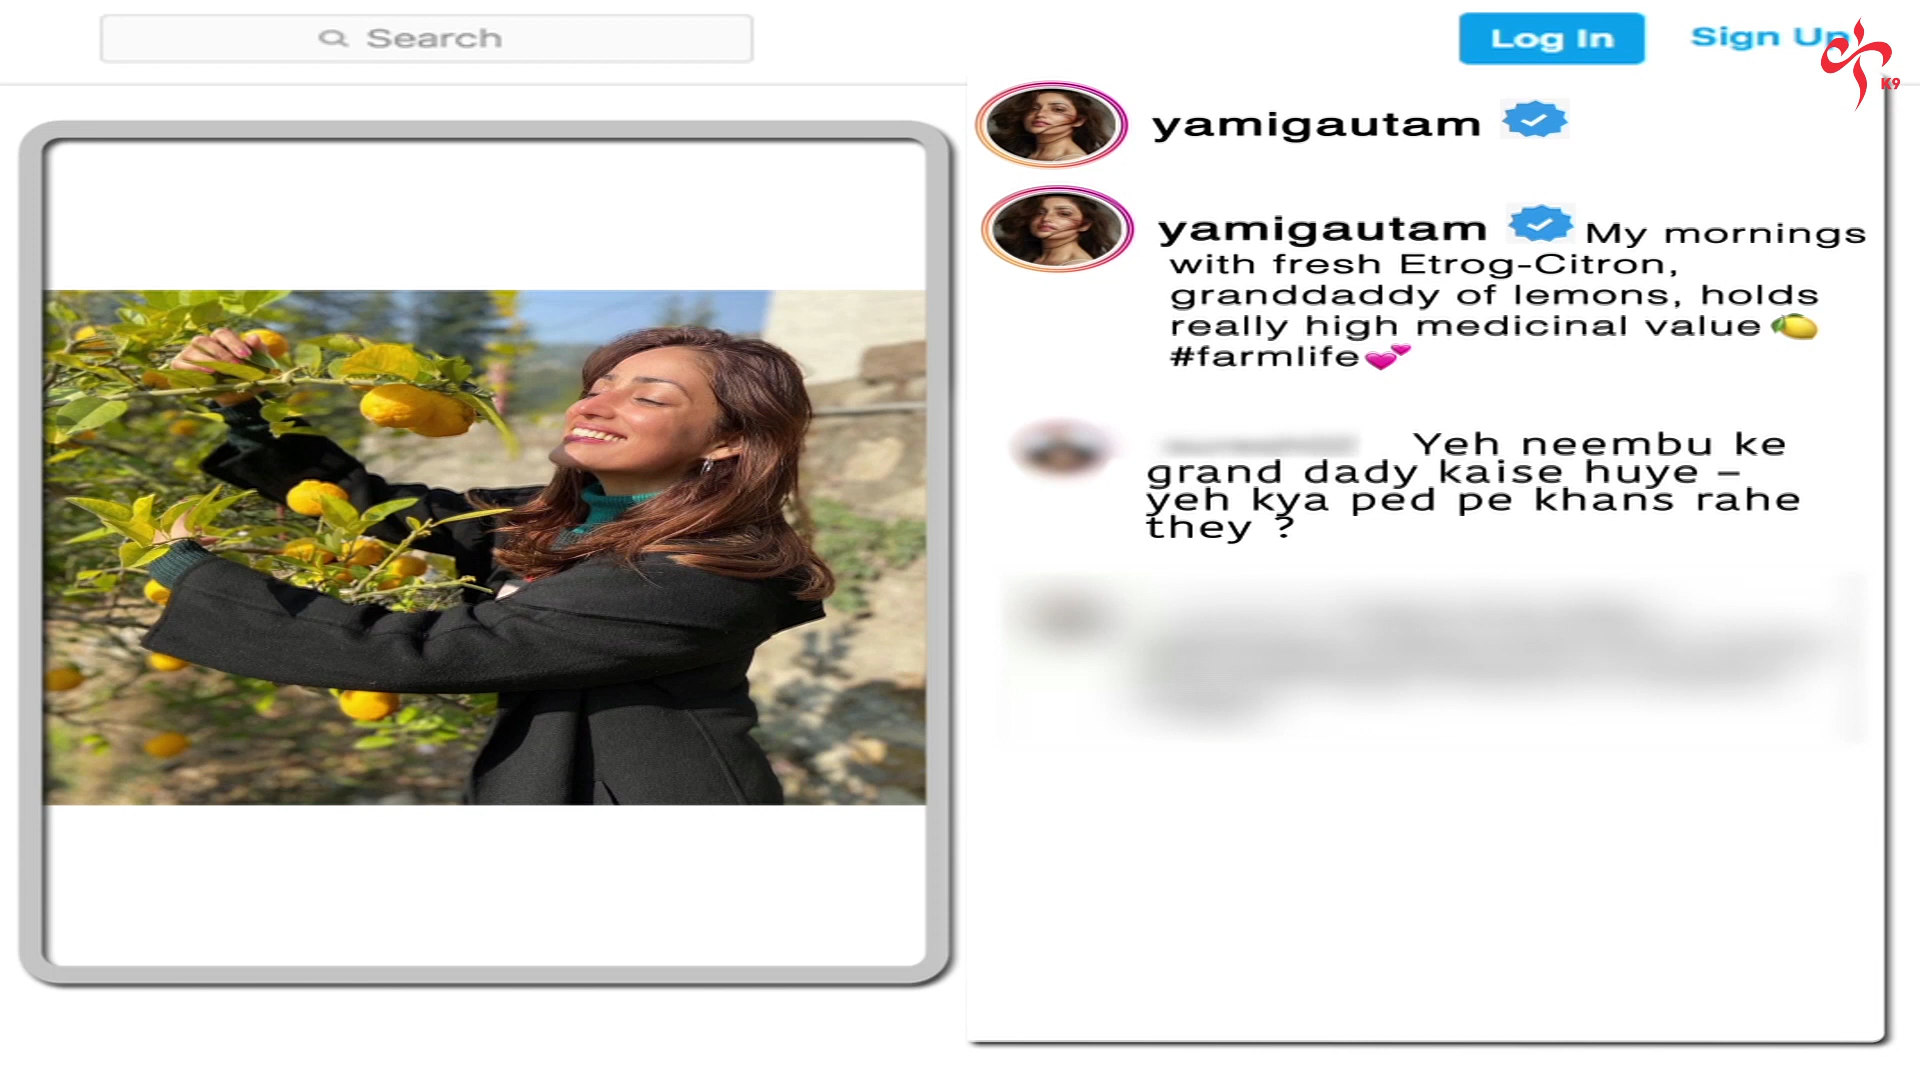 Search
Log In
Sign Up
K9
yamigautam
yamigautam My mornings
with fresh Etrog-Citron,
granddaddy of lemons, holds
really high medicinal value 🍋
#farmlife💕
Yeh neembu ke
grand dady kaise huye –
yeh kya ped pe khans rahe
they ?